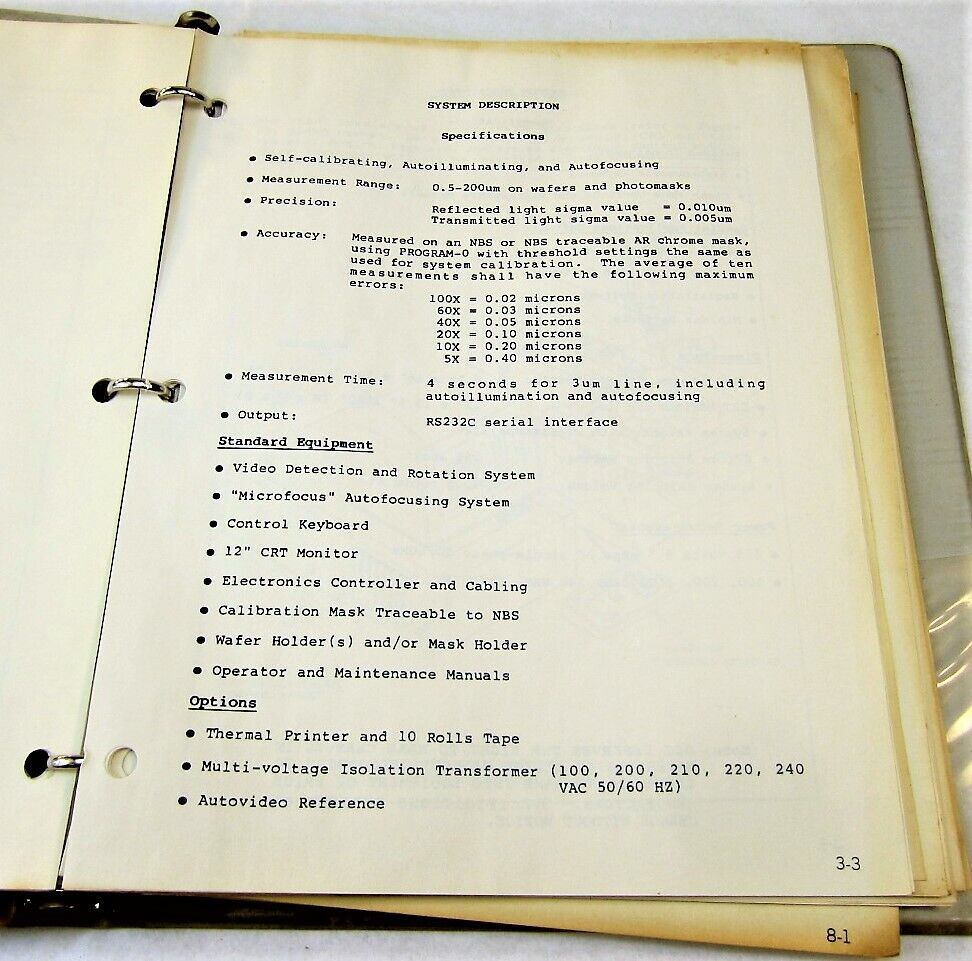 SYSTEM DESCRIPTION
Specifications
● Self-calibrating, Autoilluminating, and Autofocusing
● Measurement Range: 0.5-200um on wafers and photomasks
● Precision: Reflected light sigma value = 0.010um
Transmitted light sigma value = 0.005um
● Accuracy: Measured on an NBS or NBS traceable AR chrome mask,
using PROGRAM-0 with threshold settings the same as
used for system calibration. The average of ten
measurements shall have the following maximum
errors:
100X = 0.02 microns
60X = 0.03 microns
40X = 0.05 microns
20X = 0.10 microns
10X = 0.20 microns
5X = 0.40 microns
● Measurement Time: 4 seconds for 3um line, including
autoillumination and autofocusing
● Output: RS232C serial interface
Standard Equipment
● Video Detection and Rotation System
● "Microfocus" Autofocusing System
● Control Keyboard
● 12" CRT Monitor
● Electronics Controller and Cabling
● Calibration Mask Traceable to NBS
● Wafer Holder(s) and/or Mask Holder
● Operator and Maintenance Manuals
Options
● Thermal Printer and 10 Rolls Tape
● Multi-voltage Isolation Transformer (100, 200, 210, 220, 240
VAC 50/60 HZ)
● Autovideo Reference
3-3
8-1